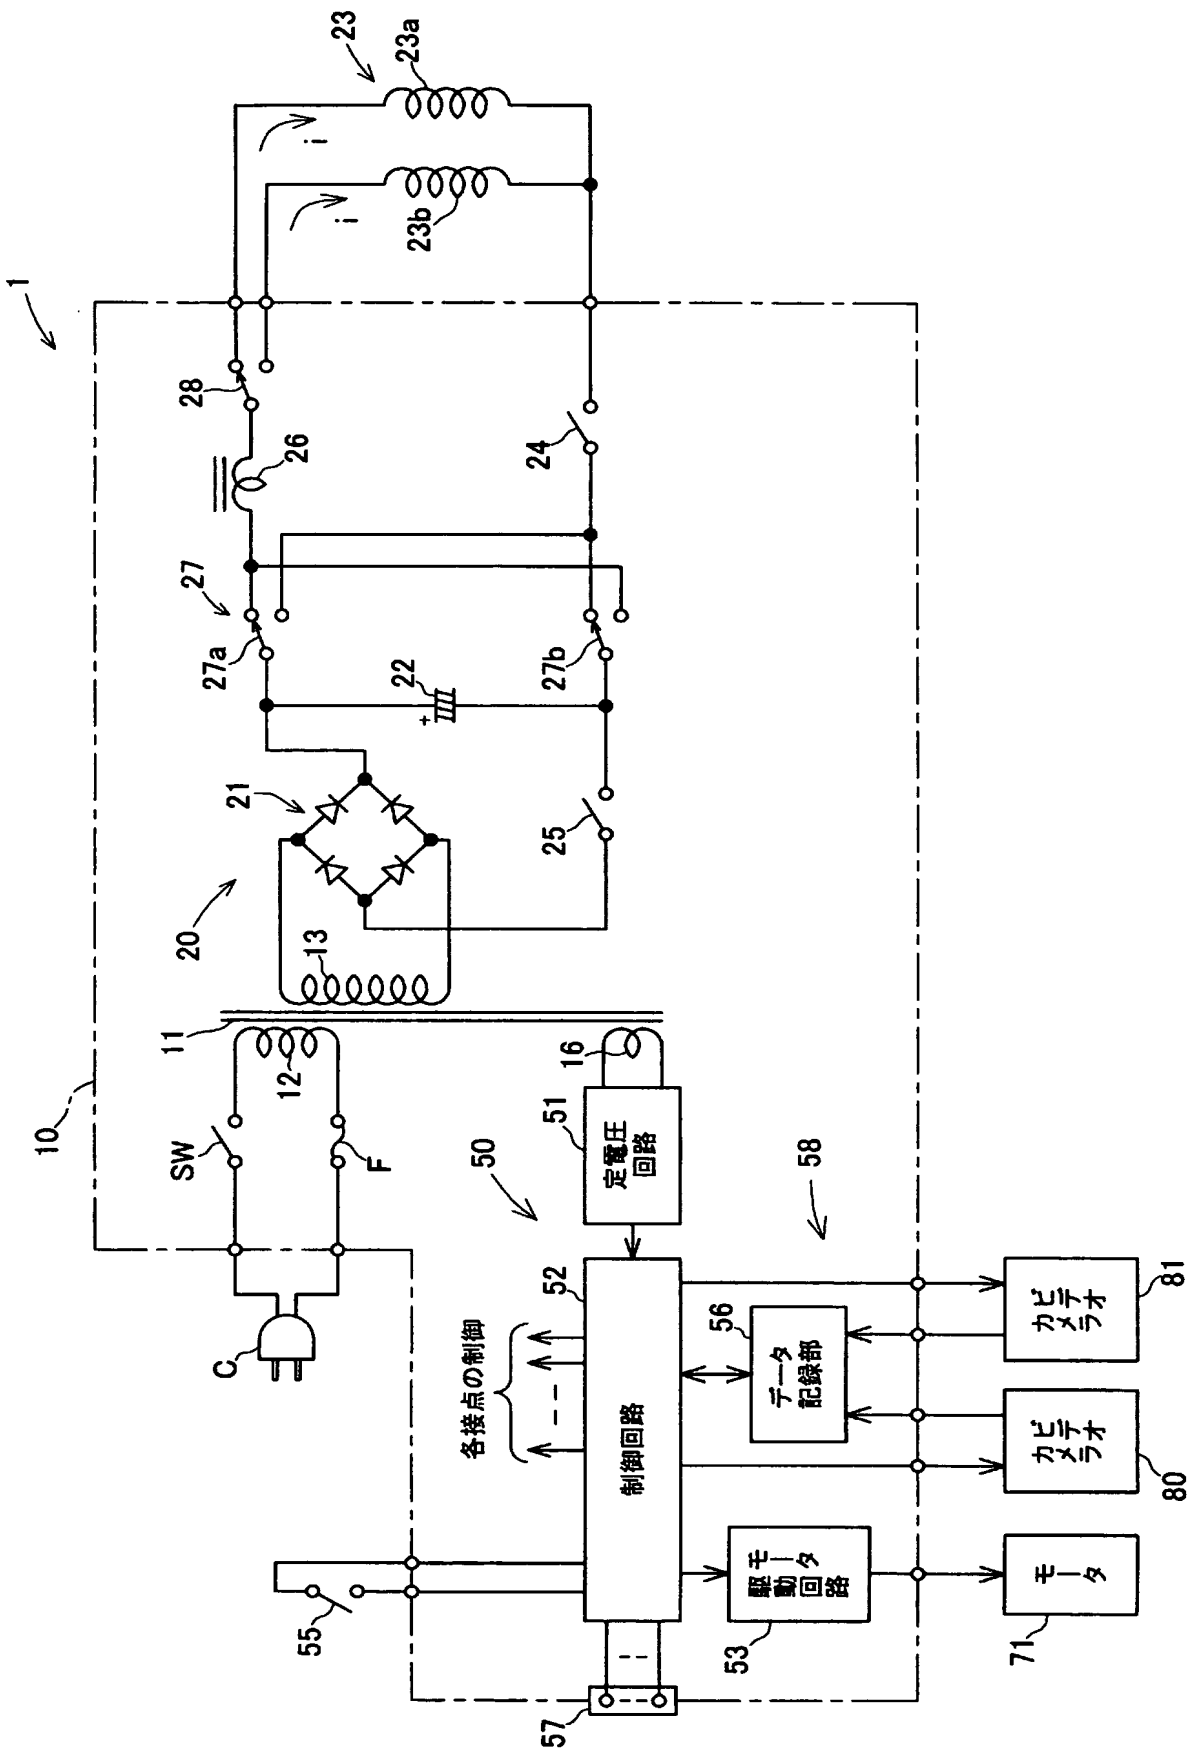 1
10
SW
F
C
11
12
13
16
20
21
22
25
27
27a
27b
26
28
24
23
23a
23b
i
i
+
50
51
定電圧
回路
52
制御回路
各接点の制御
55
57
53
モータ
駆動
回路
56
データ
記録部
58
71
モータ
80
ビデオ
カメラ
81
ビデオ
カメラ